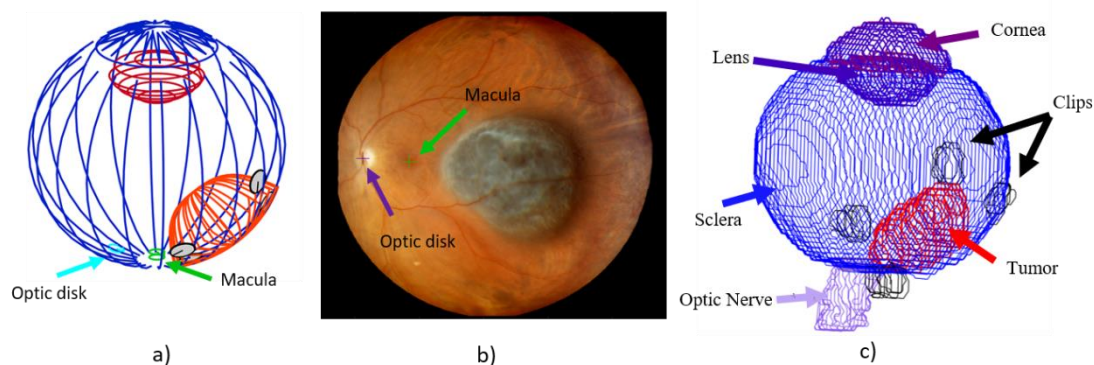 Optic disk
Macula
a)
Macula
Optic disk
b)
Cornea
Lens
Clips
Sclera
Tumor
Optic Nerve
c)